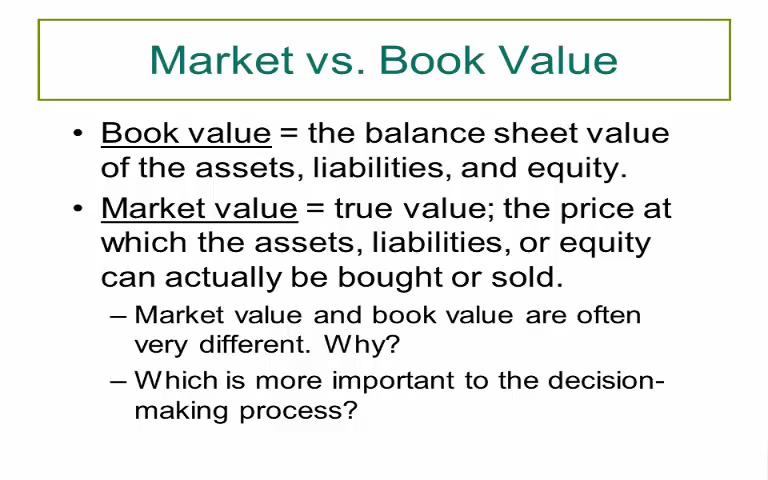 Market vs. Book Value
• Book value = the balance sheet value
of the assets, liabilities, and equity.
• Market value = true value; the price at
which the assets, liabilities, or equity
can actually be bought or sold.
– Market value and book value are often
very different. Why?
– Which is more important to the decision-
making process?